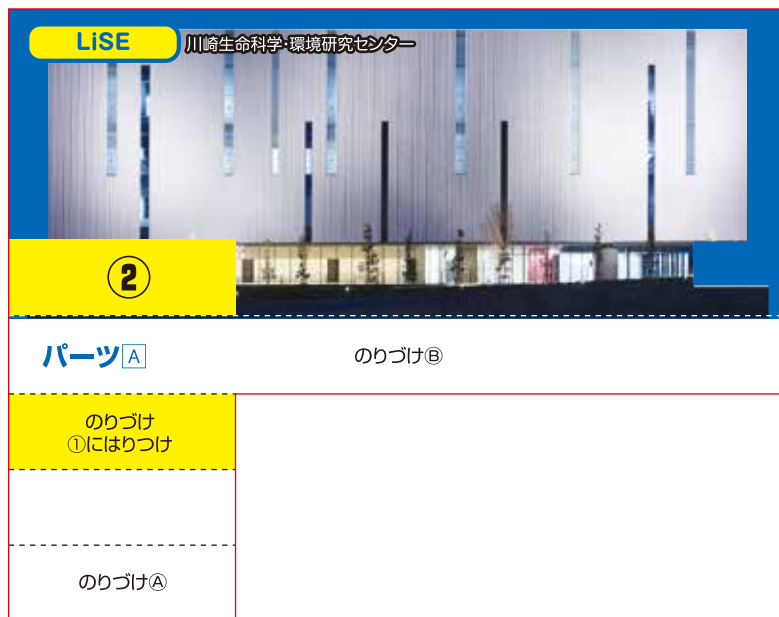 LiSE
川崎生命科学・環境研究センター
②
パーツA
のりづけⒷ
のりづけ
①にはりつけ
のりづけⒶ